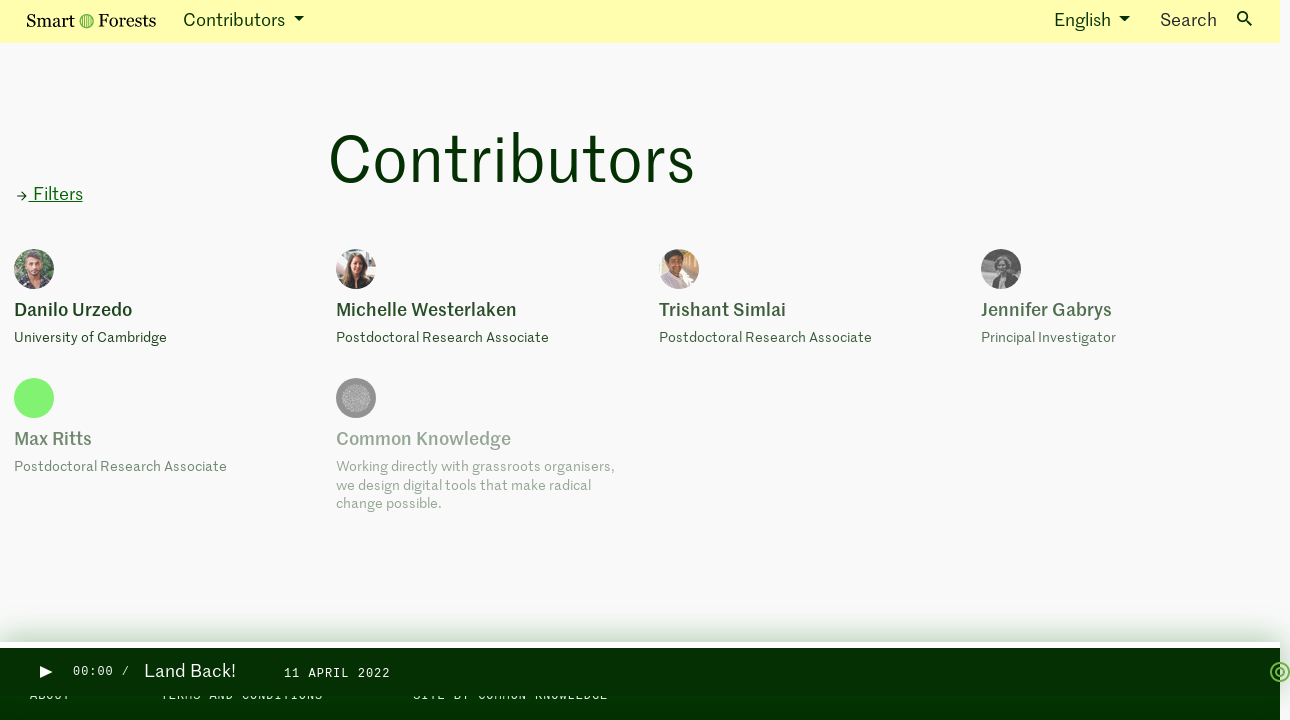 Smart Forests
Contributors
English
Search
Contributors
Filters
Danilo Urzedo
University of Cambridge
Michelle Westerlaken
Postdoctoral Research Associate
Trishant Simlai
Postdoctoral Research Associate
Jennifer Gabrys
Principal Investigator
Max Ritts
Postdoctoral Research Associate
Common Knowledge
Working directly with grassroots organisers,
we design digital tools that make radical
change possible.
00:00 /
Land Back!
11 APRIL 2022
ABOUT
TERMS AND CONDITIONS
SITE BY COMMON KNOWLEDGE